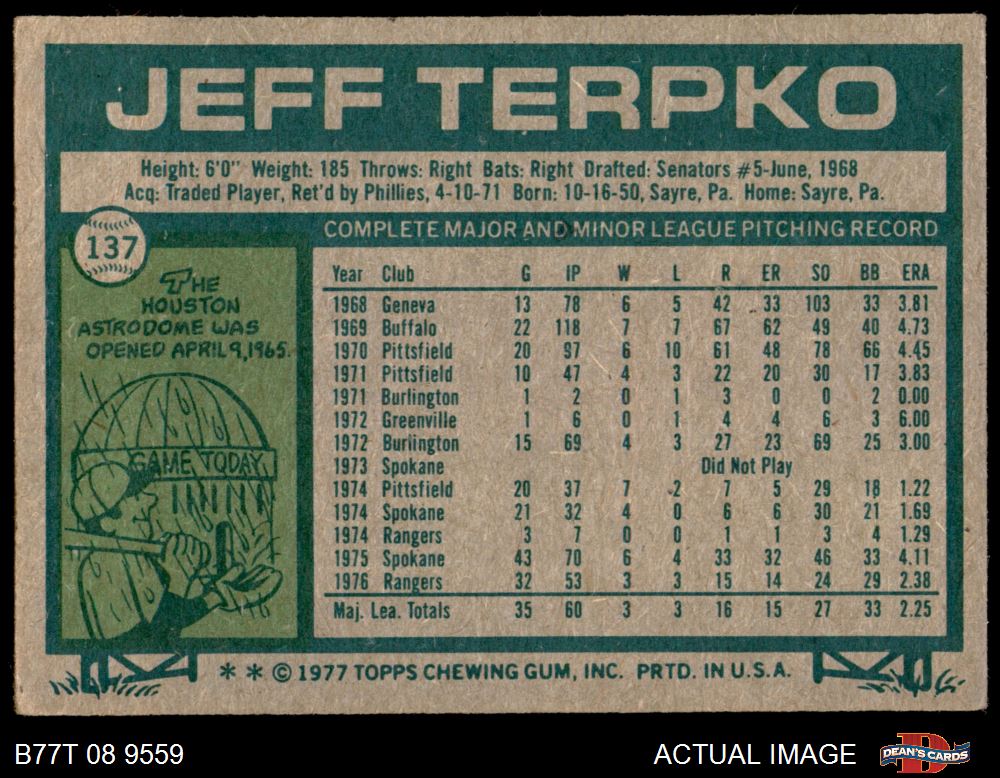 JEFF TERPKO
Height: 6'0" Weight: 185 Throws: Right Bats: Right Drafted: Senators #5-June, 1968
Acq: Traded Player, Ret'd by Phillies, 4-10-71 Born: 10-16-50, Sayre, Pa. Home: Sayre, Pa.
137
THE
HOUSTON
ASTRODOME WAS
OPENED APRIL 9, 1965.
GAME TODAY
COMPLETE MAJOR AND MINOR LEAGUE PITCHING RECORD
Year Club G IP W L R ER SO BB ERA
1968 Geneva 13 78 6 5 42 33 103 33 3.81
1969 Buffalo 22 118 7 7 67 62 49 40 4.73
1970 Pittsfield 20 97 6 10 61 48 78 66 4.45
1971 Pittsfield 10 47 4 3 22 20 30 17 3.83
1971 Burlington 1 2 0 1 3 0 0 2 0.00
1972 Greenville 1 6 0 1 4 4 6 3 6.00
1972 Burlington 15 69 4 3 27 23 69 25 3.00
1973 Spokane Did Not Play
1974 Pittsfield 20 37 7 2 7 5 29 18 1.22
1974 Spokane 21 32 4 0 6 6 30 21 1.69
1974 Rangers 3 7 0 0 1 1 3 4 1.29
1975 Spokane 43 70 6 4 33 32 46 33 4.11
1976 Rangers 32 53 3 3 15 14 24 29 2.38
Maj. Lea. Totals 35 60 3 3 16 15 27 33 2.25
* * © 1977 TOPPS CHEWING GUM, INC. PRTD. IN U.S.A.
B77T 08 9559
ACTUAL IMAGE
D
DEAN'S CARDS